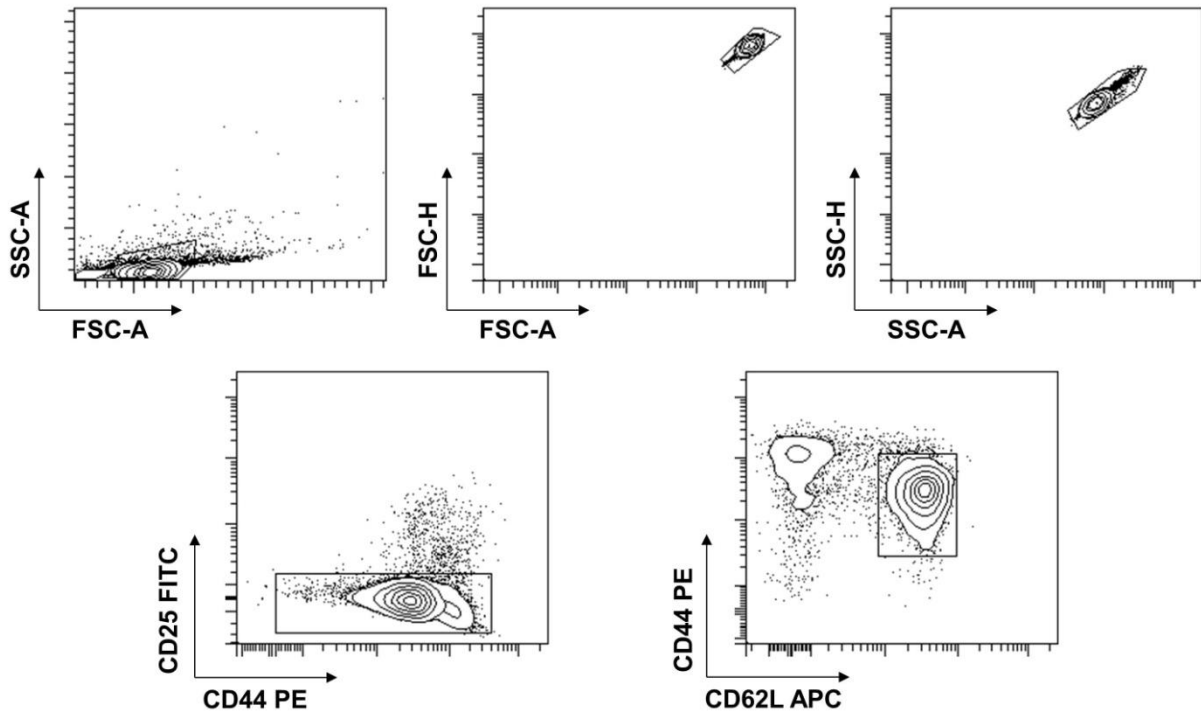 SSC-A
FSC-A
FSC-H
FSC-A
SSC-H
SSC-A
CD25 FITC
CD44 PE
CD44 PE
CD62L APC